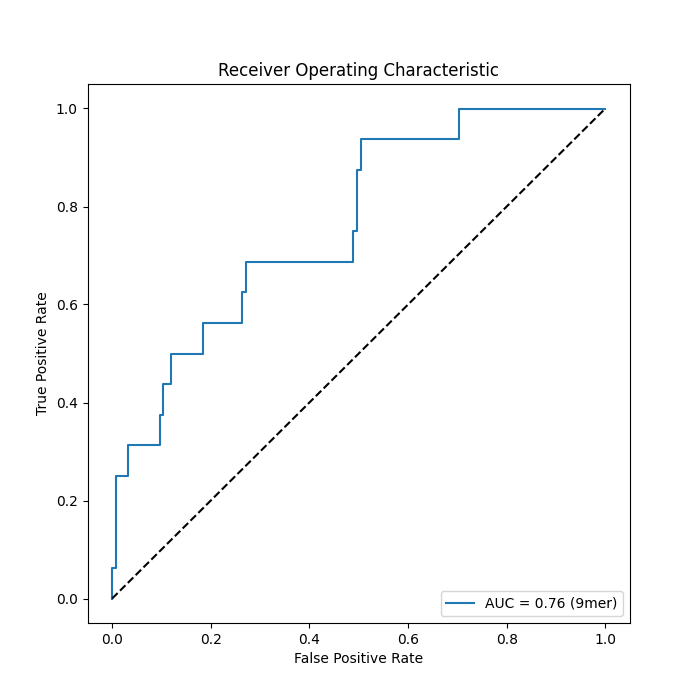 Receiver Operating Characteristic
1.0
0.8
0.6
0.4
0.2
0.0
True Positive Rate
0.0 0.2 0.4 0.6 0.8 1.0
False Positive Rate
AUC = 0.76 (9mer)